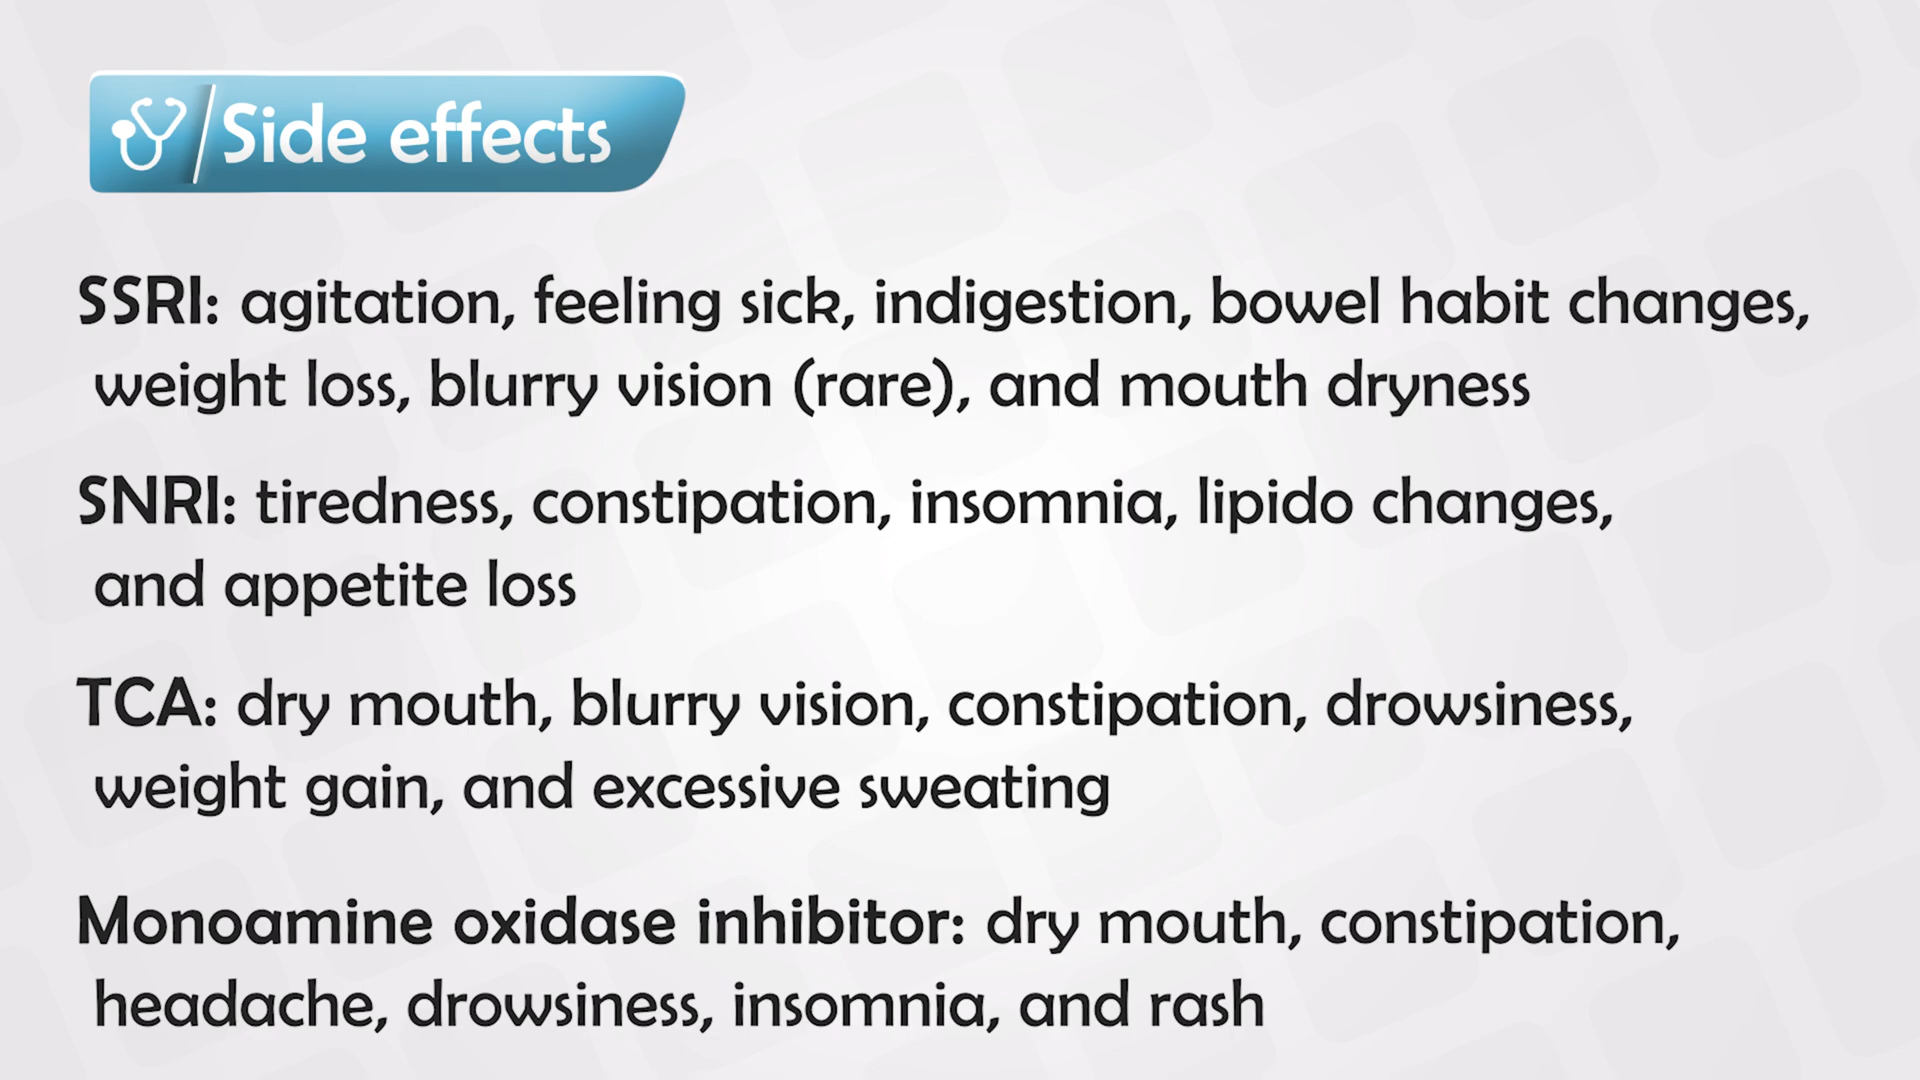 Side effects
SSRI: agitation, feeling sick, indigestion, bowel habit changes,
weight loss, blurry vision (rare), and mouth dryness
SNRI: tiredness, constipation, insomnia, lipido changes,
and appetite loss
TCA: dry mouth, blurry vision, constipation, drowsiness,
weight gain, and excessive sweating
Monoamine oxidase inhibitor: dry mouth, constipation,
headache, drowsiness, insomnia, and rash